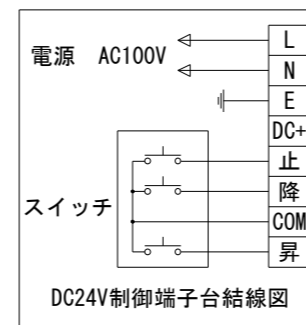 電源 AC100V
L
N
E
DC+
止
降
COM
昇
スイッチ
DC24V制御端子台結線図